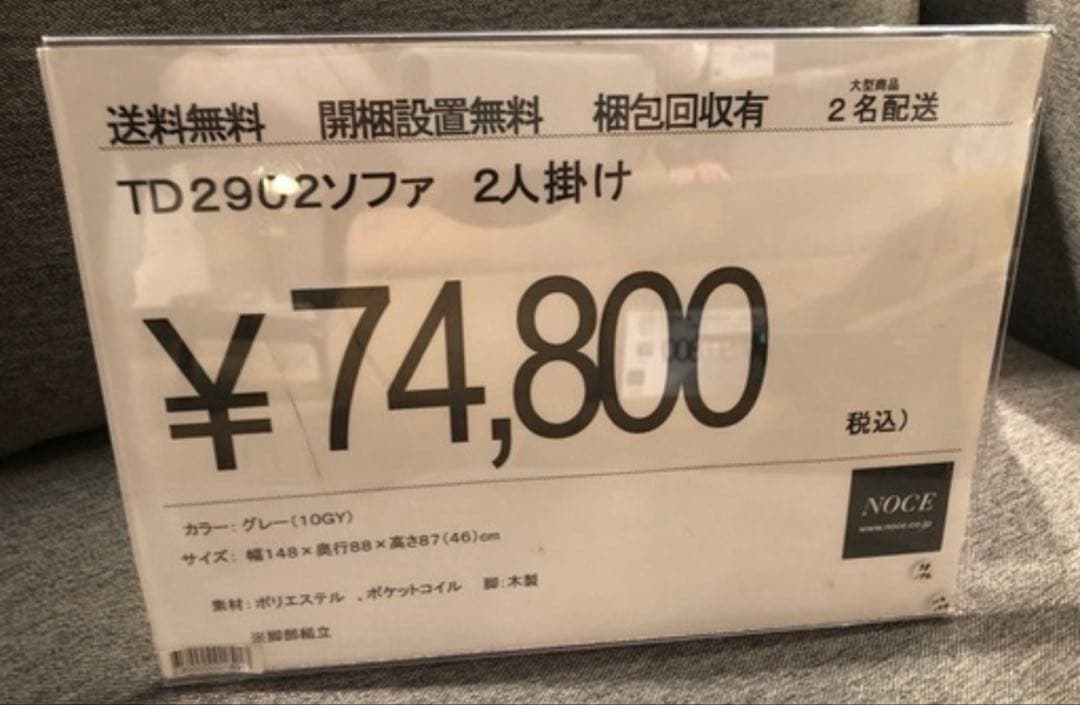 送料無料 開梱設置無料 梱包回収有 大型商品 2名配送
TD2902ソファ 2人掛け
¥74,800
税込)
カラー:グレー(10GY)
サイズ: 幅148×奥行88×高さ87(46)cm
素材:ポリエステル 、ポケットコイル 脚:木製
※脚部組立
NOCE
www.noce.co.jp